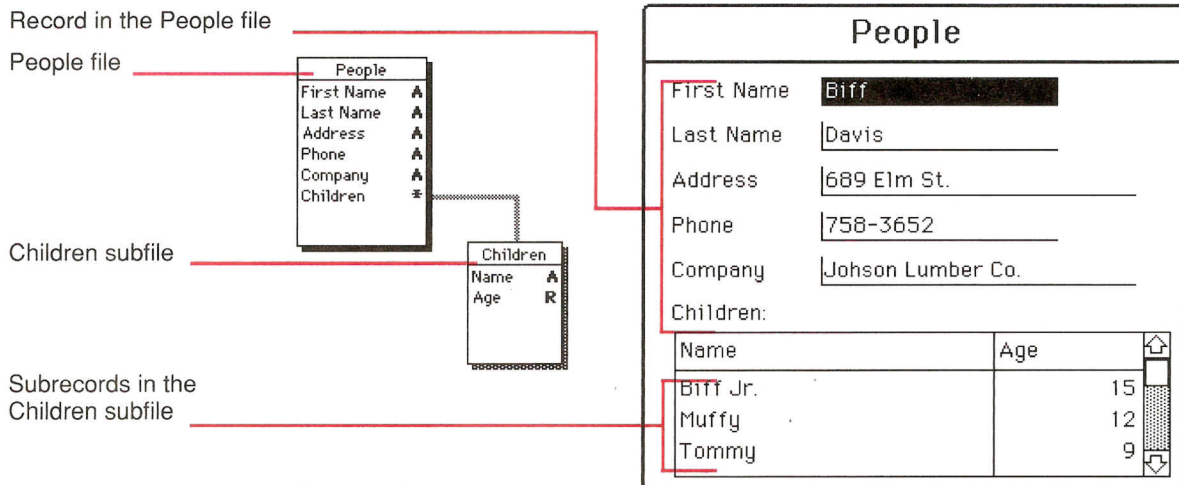 Record in the People file
People file
Children subfile
Subrecords in the
Children subfile
People
First Name A
Last Name A
Address A
Phone A
Company A
Children *
Children
Name A
Age R
People
First Name Biff
Last Name Davis
Address 689 Elm St.
Phone 758-3652
Company Johson Lumber Co.
Children:
Name Age
Biff Jr. 15
Muffy 12
Tommy 9